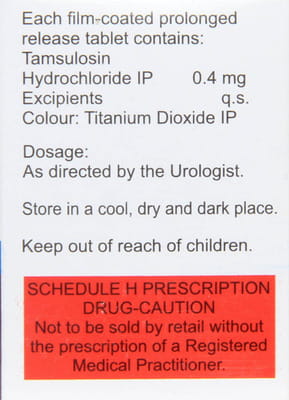 Each film-coated prolonged
release tablet contains:
Tamsulosin
Hydrochloride IP 0.4 mg
Excipients q.s.
Colour: Titanium Dioxide IP
Dosage:
As directed by the Urologist.
Store in a cool, dry and dark place.
Keep out of reach of children.
SCHEDULE H PRESCRIPTION
DRUG-CAUTION
Not to be sold by retail without
the prescription of a Registered
Medical Practitioner.